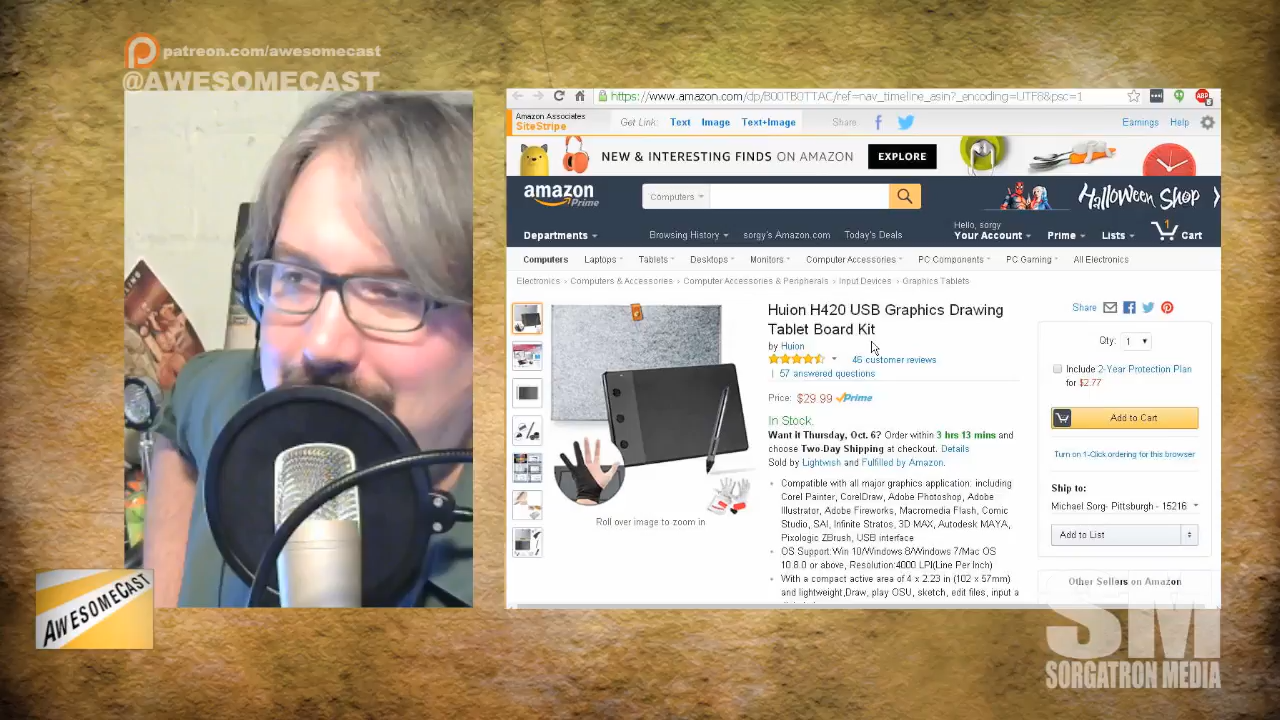 patreon.com/awesomecast
@AWESOMECAST
https://www.amazon.com/dp/B00TB0TTAC/ref=nav_timeline_asin?_encoding=UTF8&psc=1
ABP
Amazon Associates
SiteStripe
Get Link: Text Image Text+Image Share: Earnings Help
NEW & INTERESTING FINDS ON AMAZON EXPLORE
amazon
Prime
Computers
Halloween Shop
Departments
Browsing History sorgy's Amazon.com Today's Deals
Hello, sorgy
Your Account Prime Lists 1 Cart
Computers Laptops Tablets Desktops Monitors Computer Accessories PC Components PC Gaming All Electronics
Electronics › Computers & Accessories › Computer Accessories & Peripherals › Input Devices › Graphics Tablets
Huion H420 USB Graphics Drawing
Tablet Board Kit
by Huion
45 customer reviews
| 57 answered questions
Price: $29.99 Prime
In Stock.
Want it Thursday, Oct. 6? Order within 3 hrs 13 mins and
choose Two-Day Shipping at checkout. Details
Sold by Lightwish and Fulfilled by Amazon.
• Compatible with all major graphics application including
Corel Painter, CorelDraw, Adobe Photoshop, Adobe
Illustrator, Adobe Fireworks, Macromedia Flash, Comic
Studio, SAI, Infinite Stratos, 3D MAX, Autodesk MAYA,
Pixologic ZBrush, USB interface
• OS Support:Win 10/Windows 8/Windows 7/Mac OS
10.8.0 or above, Resolution:4000 LPI(Line Per Inch)
• With a compact active area of 4 x 2.23 in (102 x 57mm)
and lightweight,Draw, play OSU, sketch, edit files, input a
Roll over image to zoom in
Share
Qty: 1
Include 2-Year Protection Plan
for $2.77
Add to Cart
Turn on 1-Click ordering for this browser
Ship to:
Michael Sorg- Pittsburgh - 15216
Add to List
Other Sellers on Amazon
AWESOMECAST
SM
SORGATRON MEDIA